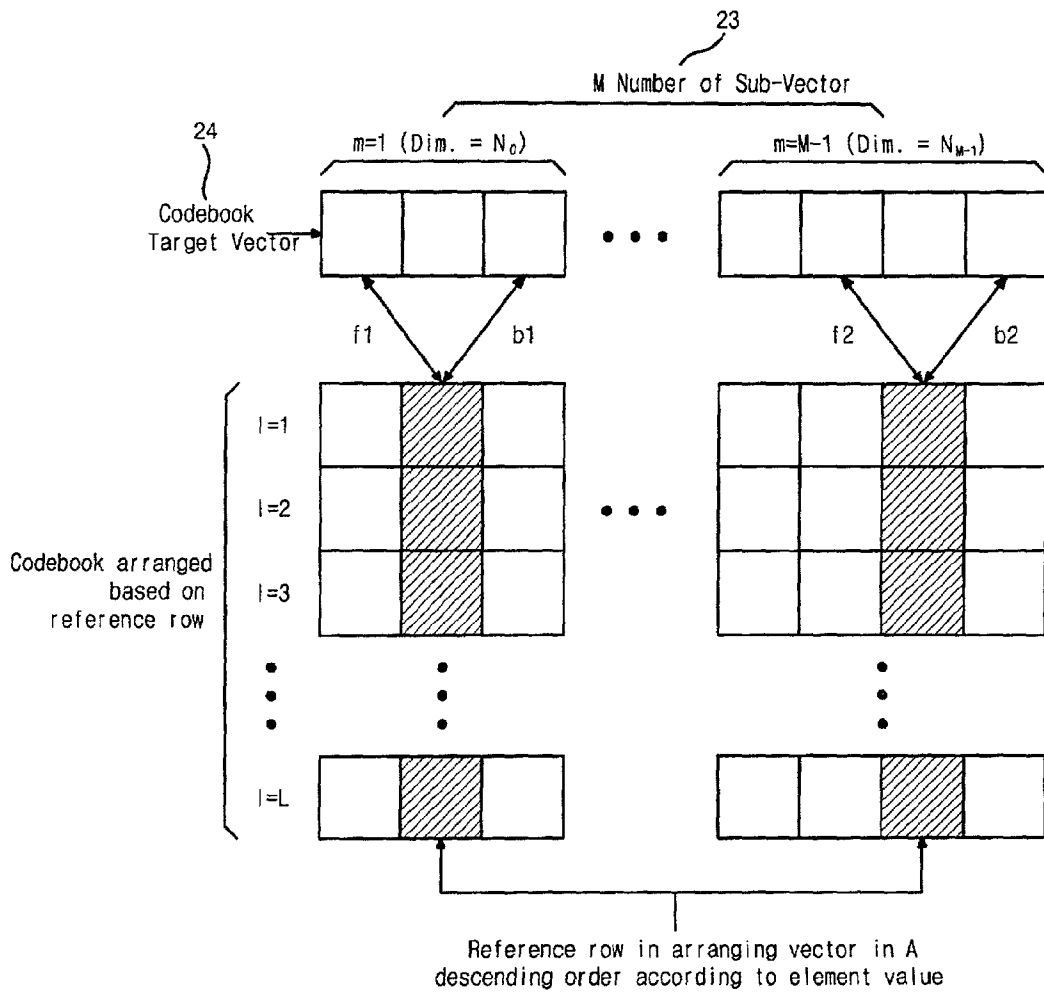 23
M Number of Sub-Vector
24
m=1 (Dim. = N₀)
m=M-1 (Dim. = Nₘ₋₁)
Codebook
Target Vector
f1
b1
f2
b2
l=1
l=2
l=3
Codebook arranged
based on
reference row
l=L
Reference row in arranging vector in A
descending order according to element value